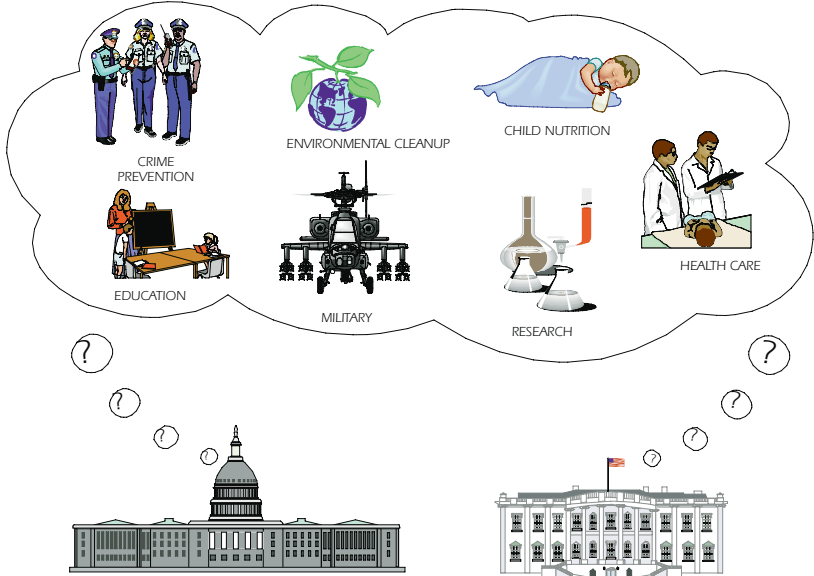 CRIME
PREVENTION
ENVIRONMENTAL CLEANUP
CHILD NUTRITION
EDUCATION
MILITARY
RESEARCH
HEALTH CARE
?
?
?
?
?
?
?
?